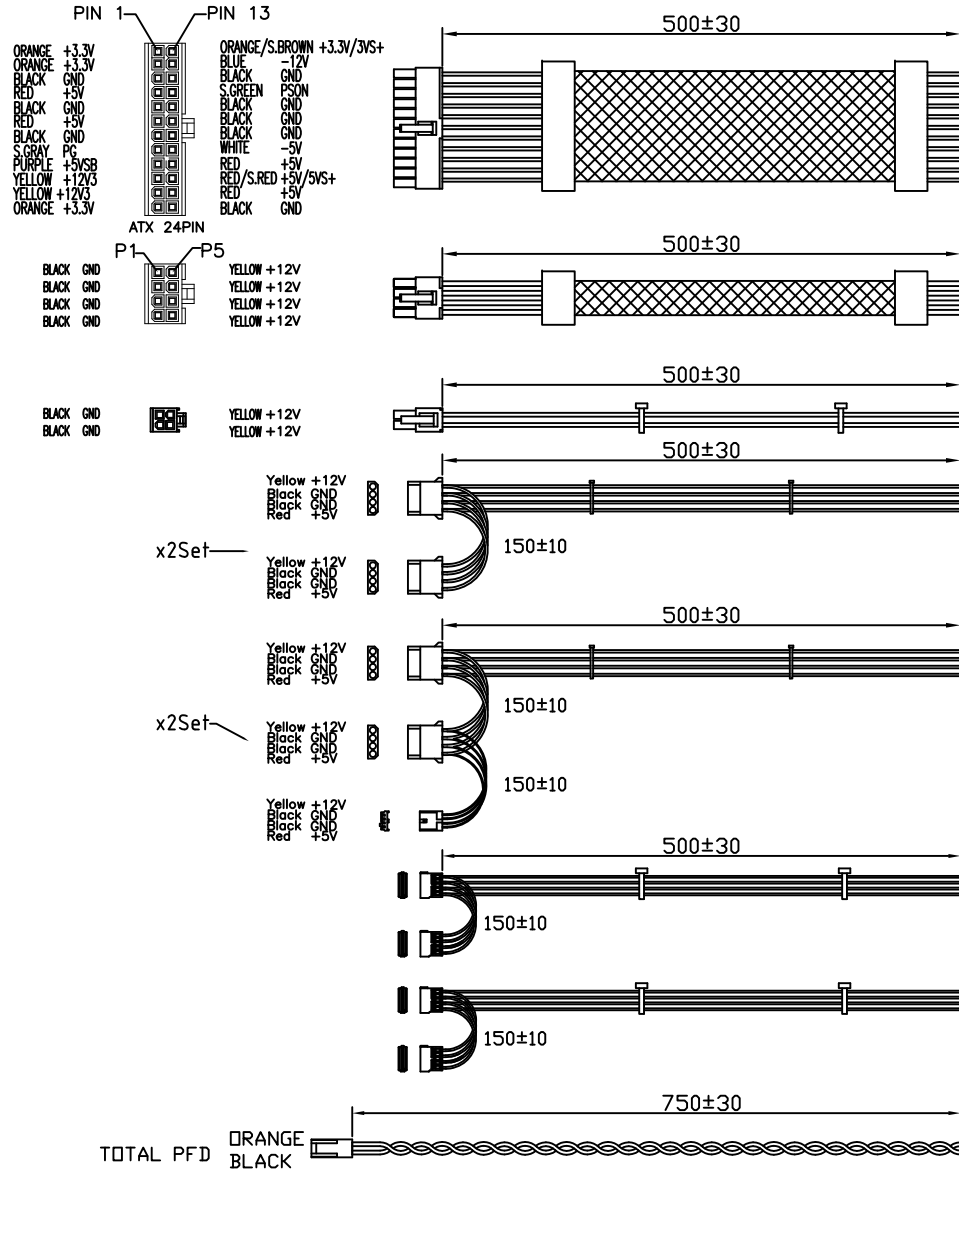 PIN 1
PIN 13
500±30
ORANGE +3.3V
ORANGE +3.3V
BLACK GND
RED +5V
BLACK GND
RED +5V
BLACK GND
S.GRAY PG
PURPLE +5VSB
YELLOW +12V3
YELLOW +12V3
ORANGE +3.3V
ORANGE/S.BROWN +3.3V/3VS+
BLUE -12V
BLACK GND
S.GREEN PSON
BLACK GND
BLACK GND
BLACK GND
WHITE -5V
RED +5V
RED/S.RED +5V/5VS+
RED +5V
BLACK GND
ATX 24PIN
P1
P5
500±30
BLACK GND YELLOW +12V
BLACK GND YELLOW +12V
BLACK GND YELLOW +12V
BLACK GND YELLOW +12V
500±30
BLACK GND YELLOW +12V
BLACK GND YELLOW +12V
500±30
Yellow +12V
Black GND
Black GND
Red +5V
150±10
x2Set
Yellow +12V
Black GND
Black GND
Red +5V
500±30
Yellow +12V
Black GND
Black GND
Red +5V
150±10
x2Set
Yellow +12V
Black GND
Black GND
Red +5V
150±10
Yellow +12V
Black GND
Black GND
Red +5V
500±30
150±10
150±10
750±30
TOTAL PFD
ORANGE
BLACK